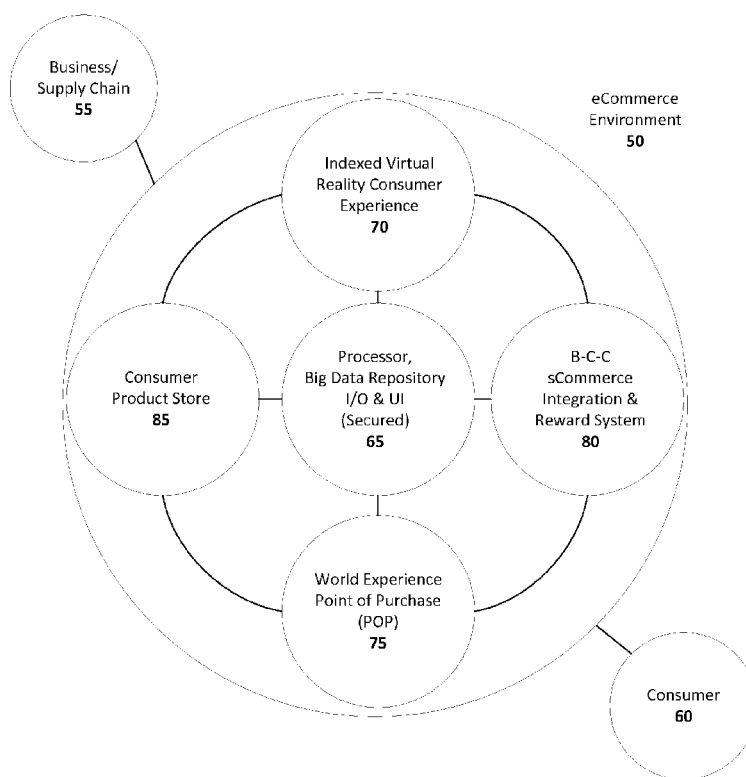 Business/
Supply Chain
55
eCommerce
Environment
50
Indexed Virtual
Reality Consumer
Experience
70
Consumer
Product Store
85
Processor,
Big Data Repository
I/O & UI
(Secured)
65
B-C-C
sCommerce
Integration &
Reward System
80
World Experience
Point of Purchase
(POP)
75
Consumer
60